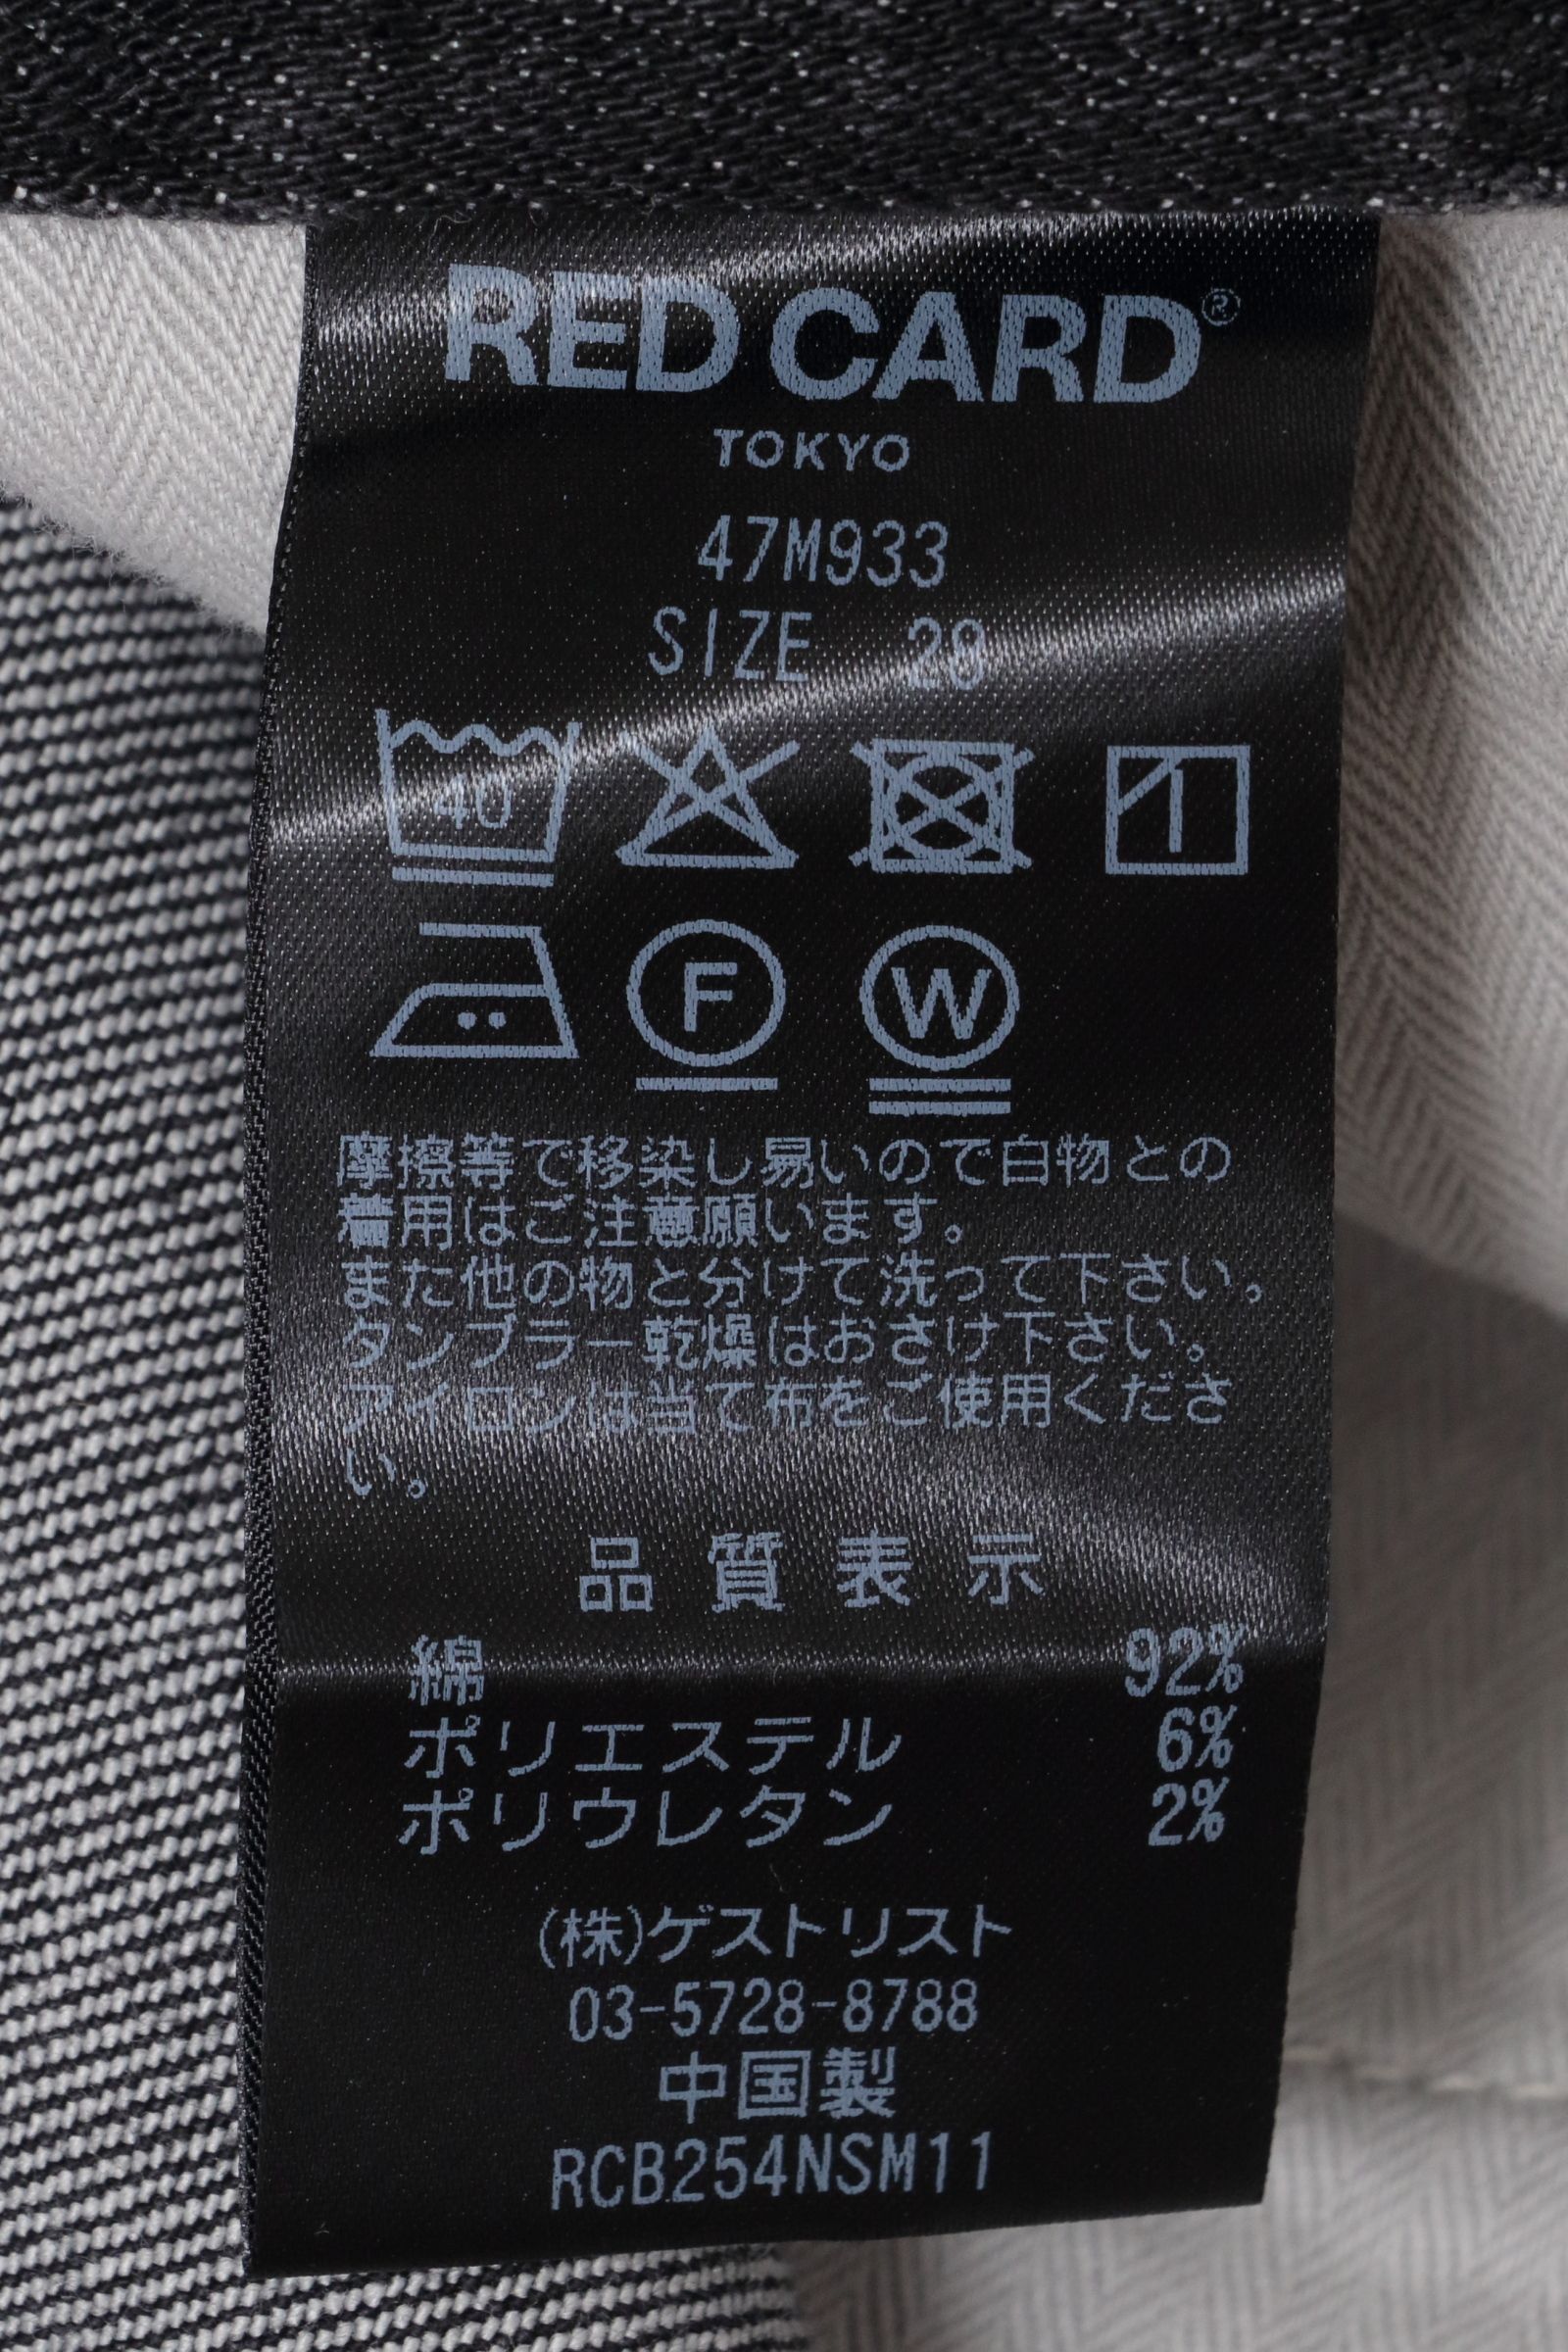 RED CARD®
TOKYO
47M933
SIZE 28
40
F W
摩擦等で移染し易いので白物との
着用はご注意願います。
また他の物と分けて洗って下さい。
タンブラー乾燥はおさけ下さい。
アイロンは当て布をご使用くださ
い。
品質表示
綿 92%
ポリエステル 6%
ポリウレタン 2%
(株)ゲストリスト
03-5728-8788
中国製
RCB254NSM11